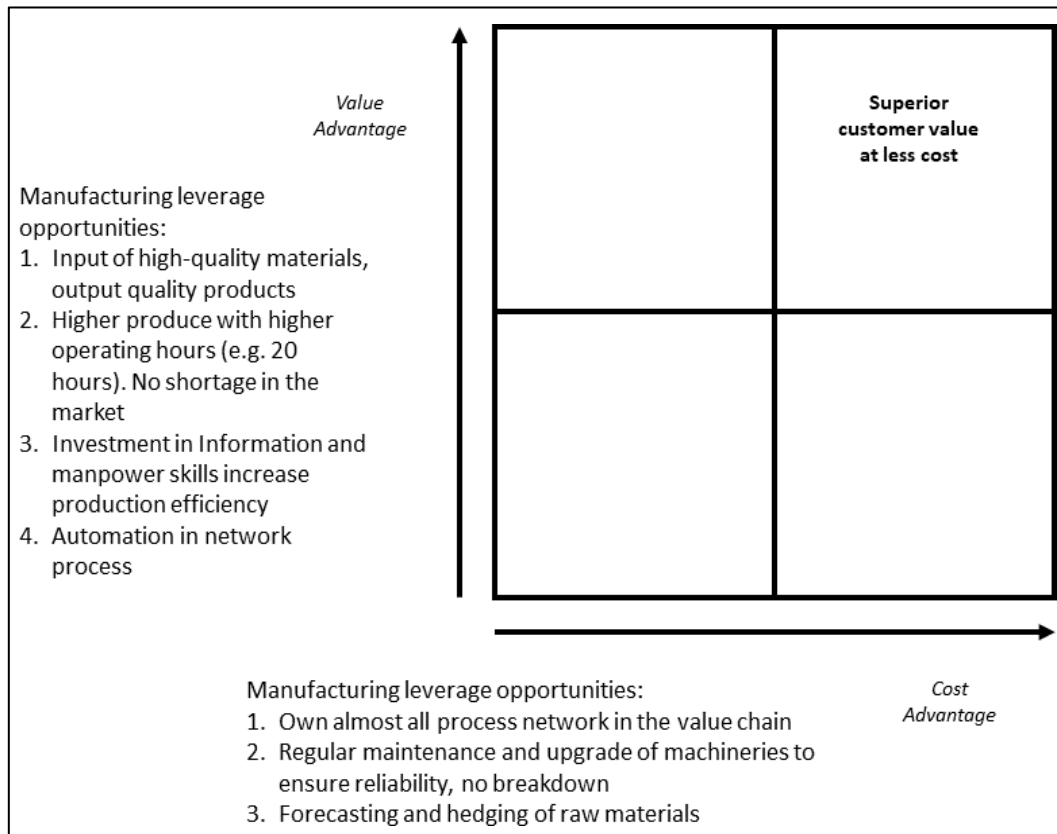 Value
Advantage
Superior
customer value
at less cost
Manufacturing leverage
opportunities:
1. Input of high-quality materials,
output quality products
2. Higher produce with higher
operating hours (e.g. 20
hours). No shortage in the
market
3. Investment in Information and
manpower skills increase
production efficiency
4. Automation in network
process
Manufacturing leverage opportunities:
1. Own almost all process network in the value chain
2. Regular maintenance and upgrade of machineries to
ensure reliability, no breakdown
3. Forecasting and hedging of raw materials
Cost
Advantage